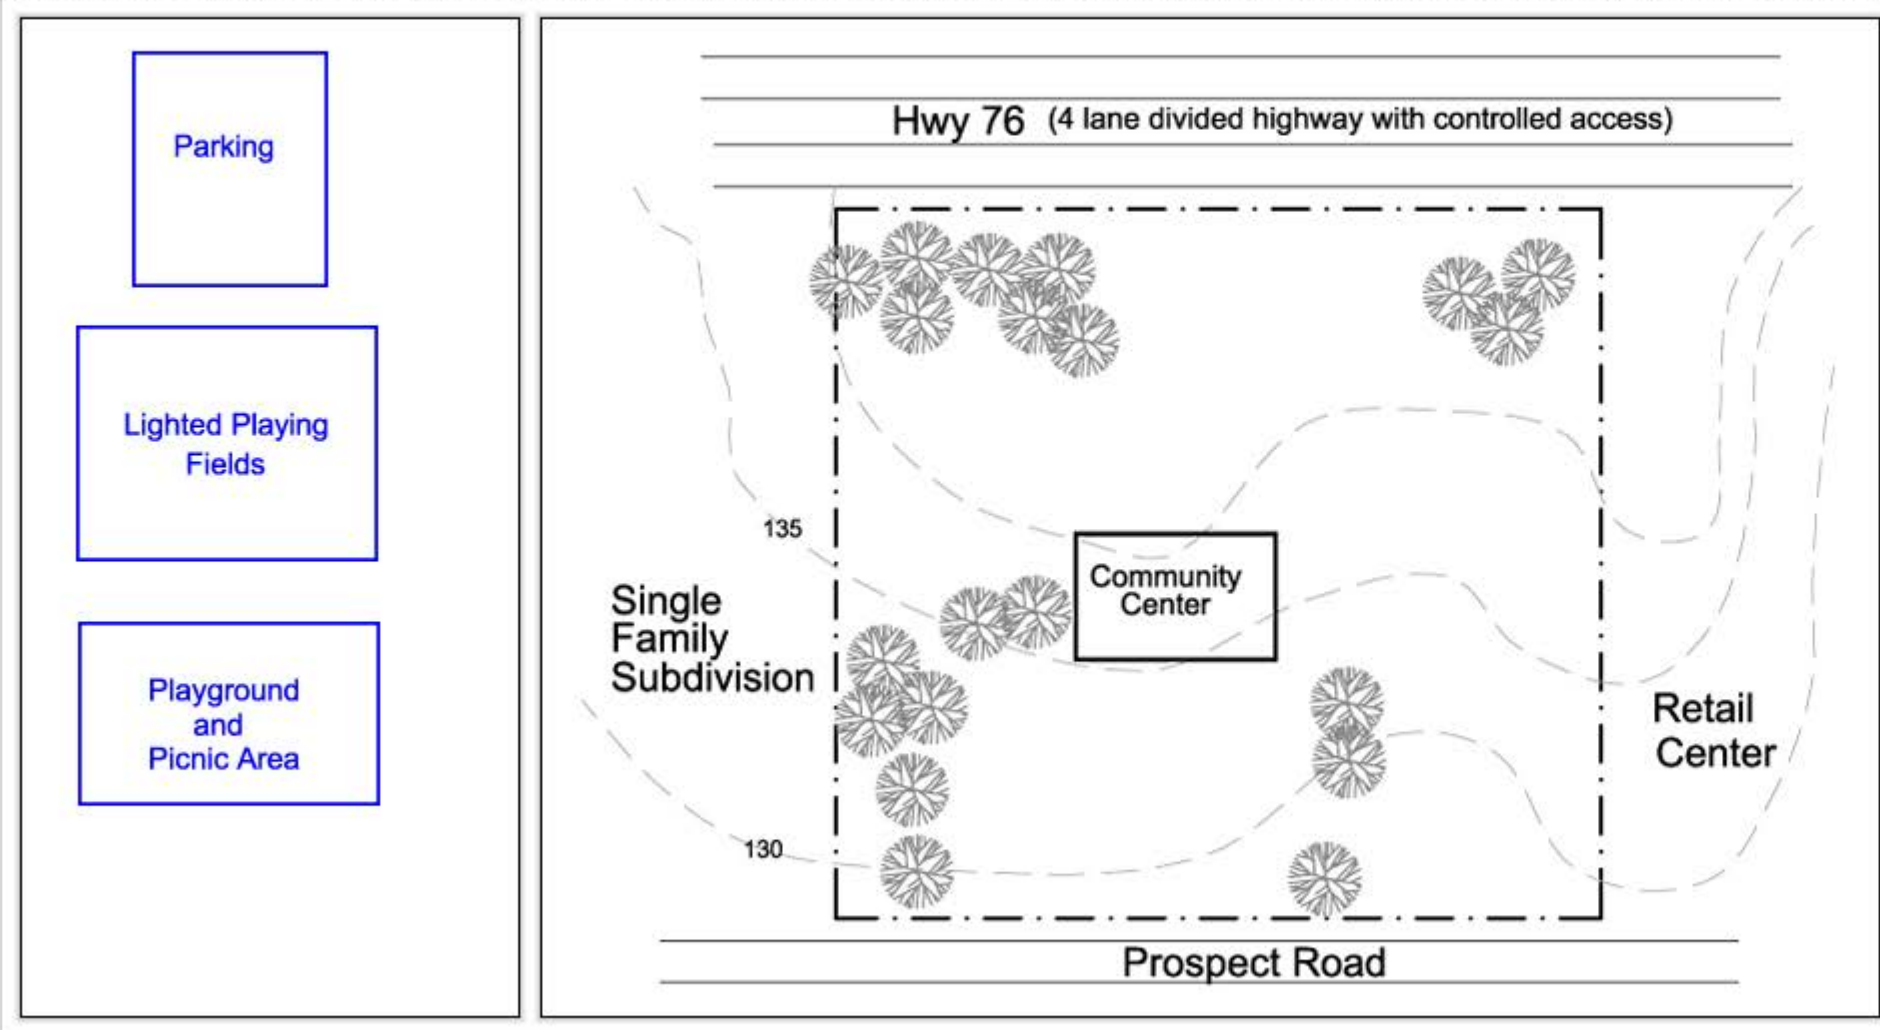 Parking
Lighted Playing
Fields
Playground
and
Picnic Area
Hwy 76 (4 lane divided highway with controlled access)
135
Community
Center
Single
Family
Subdivision
Retail
Center
130
Prospect Road